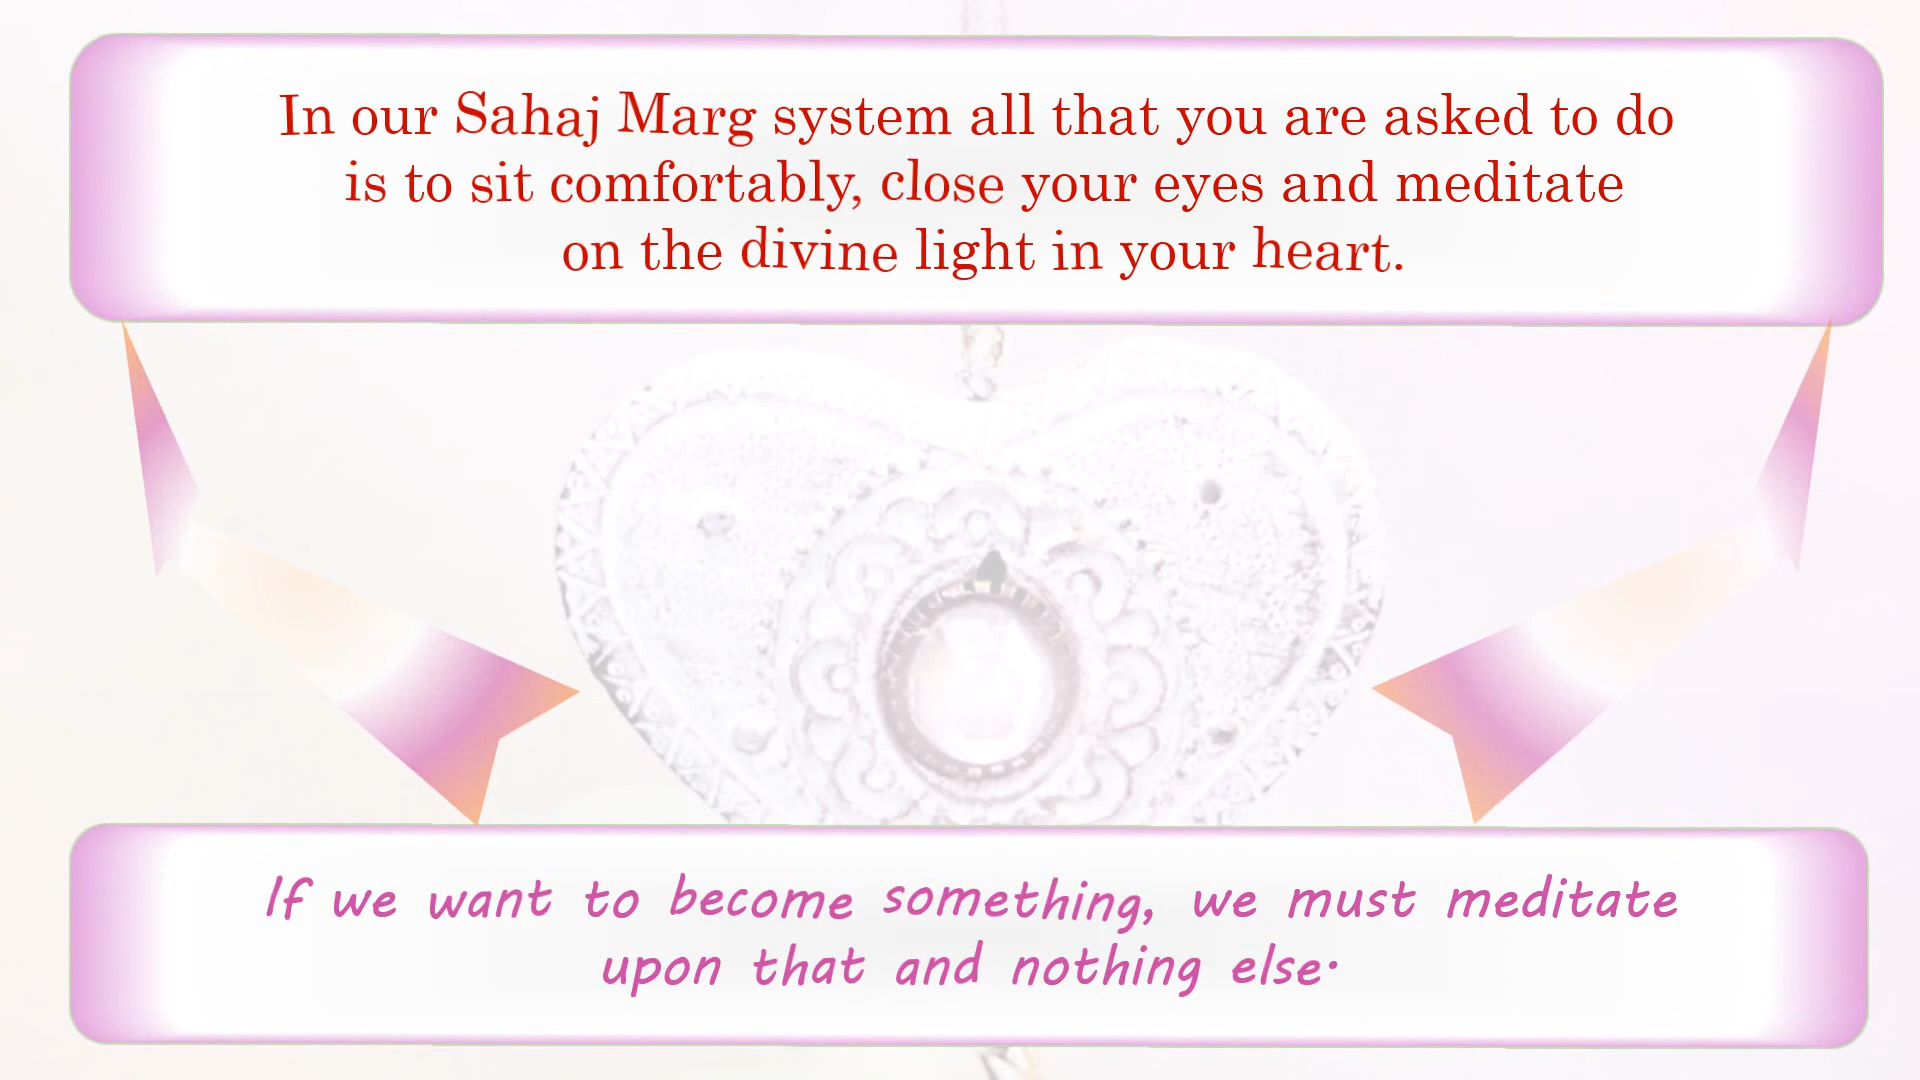 In our Sahaj Marg system all that you are asked to do
is to sit comfortably, close your eyes and meditate
on the divine light in your heart.
If we want to become something, we must meditate
upon that and nothing else.